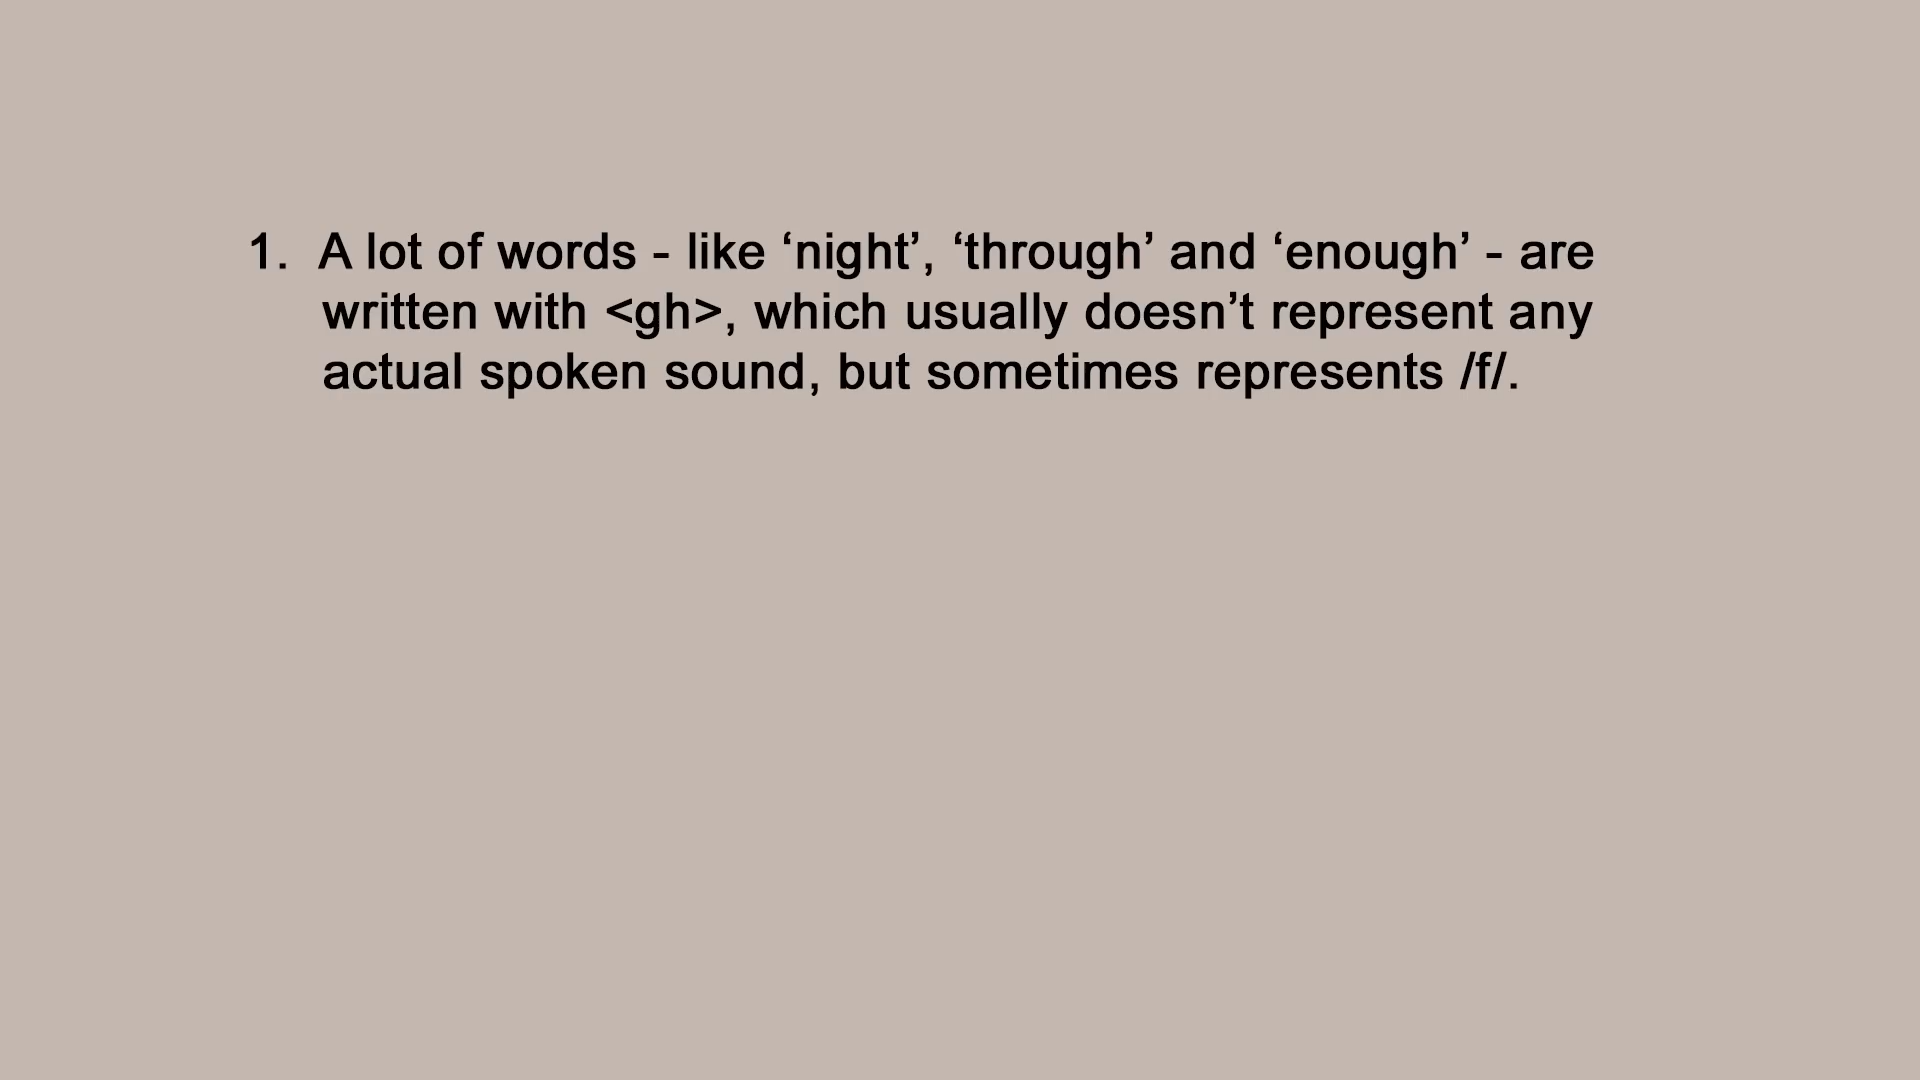 1. A lot of words - like ‘night’, ‘through’ and ‘enough’ - are
written with <gh>, which usually doesn’t represent any
actual spoken sound, but sometimes represents /f/.